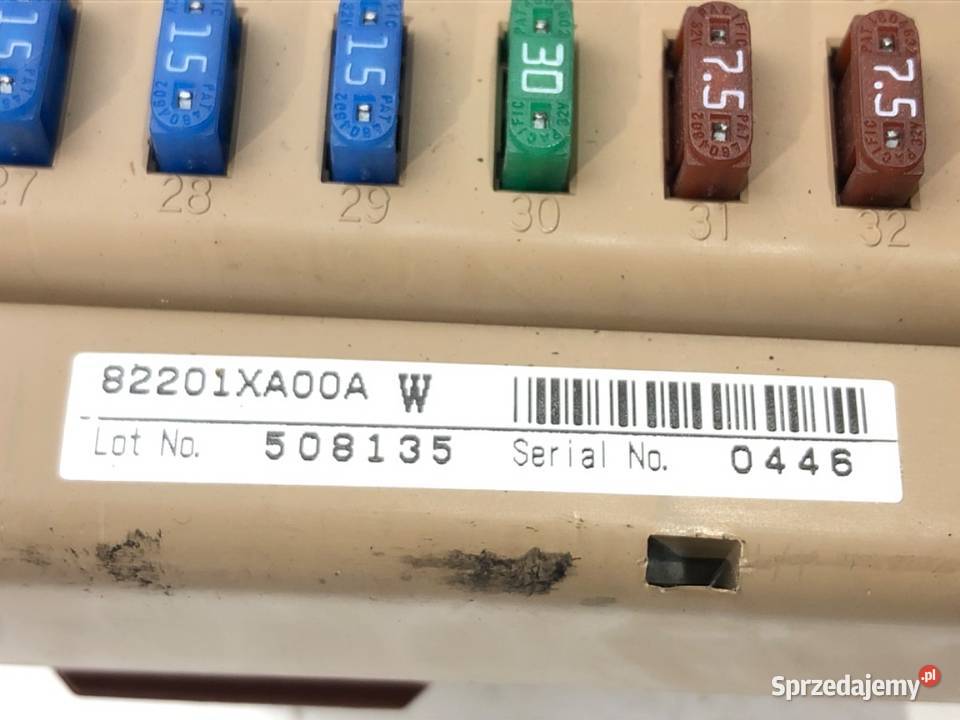 15 15 15 30 7.5 7.5
27 28 29 30 31 32
82201XA00A W
Lot No. 508135 Serial No. 0446
Sprzedajemy.pl